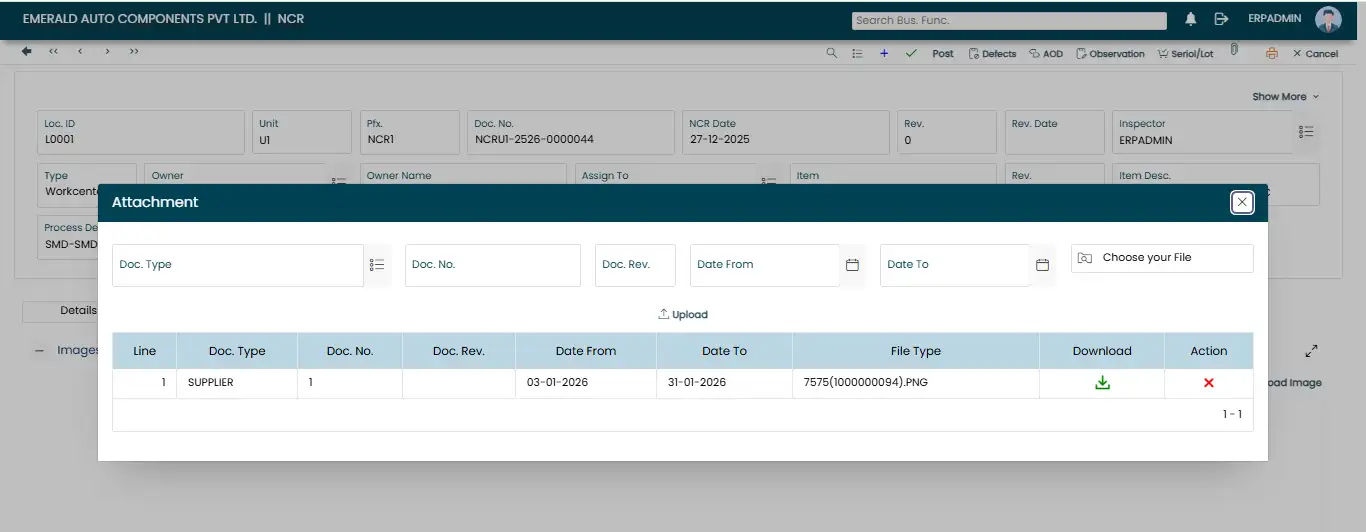 EMERALD AUTO COMPONENTS PVT LTD. || NCR
Search Bus. Func.
ERPADMIN
<< < > >>
+ Post Defects AOD Observation Seriol/Lot Cancel
Show More
Loc. ID Unit Pfx. Doc. No. NCR Date Rev. Rev. Date Inspector
L0001 U1 NCR1 NCRU1-2526-0000044 27-12-2025 0 ERPADMIN
Type Owner Owner Name Assign To Item Rev. Item Desc.
Workcent
Process De
SMD-SMD
Attachment
Doc. Type Doc. No. Doc. Rev. Date From Date To Choose your File
Upload
Details
Images
Line Doc. Type Doc. No. Doc. Rev. Date From Date To File Type Download Action
1 SUPPLIER 1 03-01-2026 31-01-2026 7575(1000000094).PNG
oad Image
1 - 1